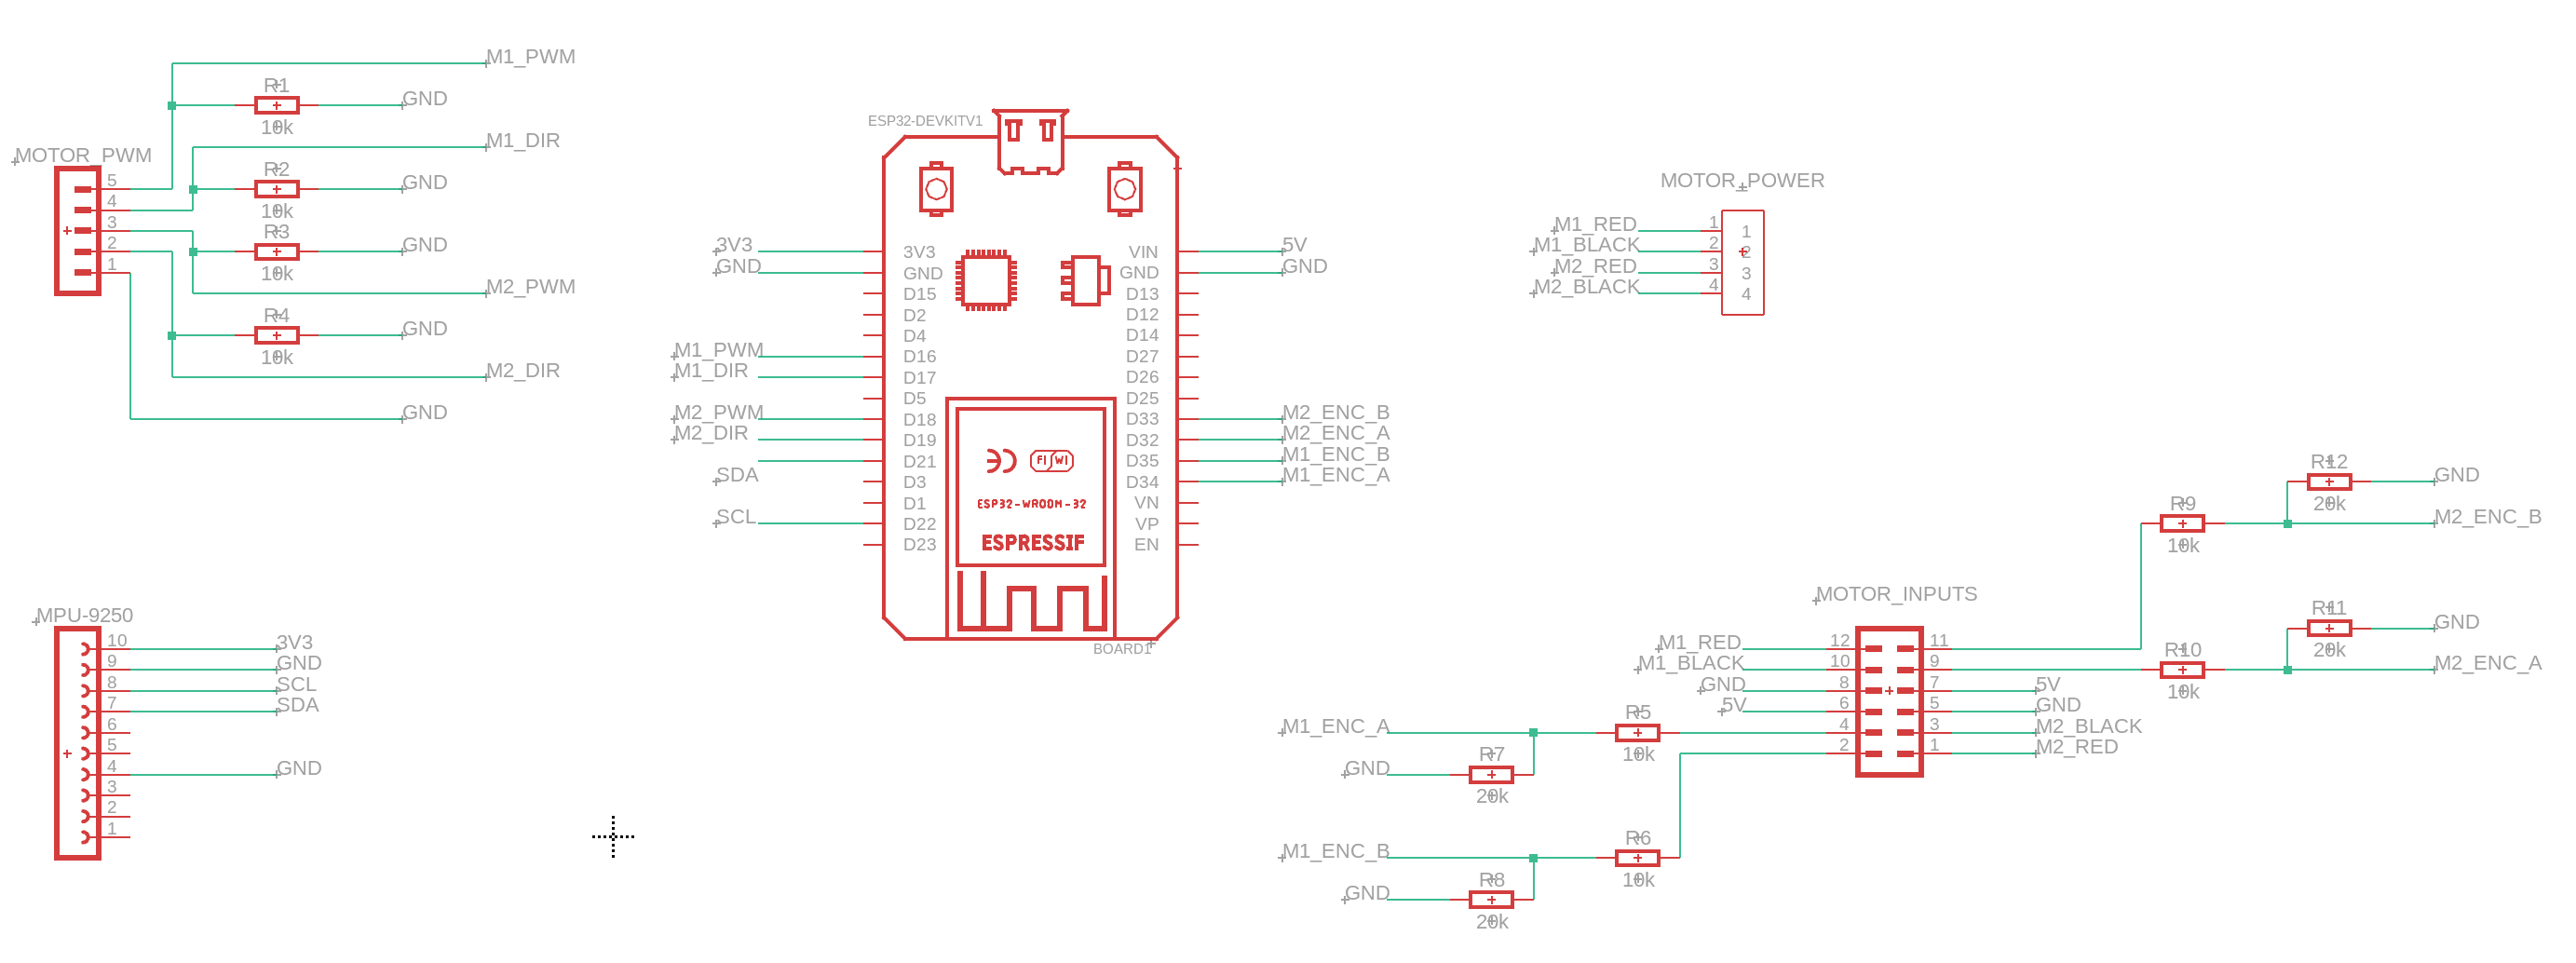 M1_PWM
R1
GND
10k
M1_DIR
MOTOR_PWM
R2
GND
10k
5
4
3
2
1
R3
GND
10k
M2_PWM
R4
GND
10k
M2_DIR
GND
MPU-9250
10 3V3
9 GND
8 SCL
7 SDA
6
5
4 GND
3
2
1
ESP32-DEVKITV1
3V3 3V3 VIN 5V
GND GND GND GND
D15 D13
D2 D12
D4 D14
M1_PWM D16 D27
M1_DIR D17 D26
D5 D25
M2_PWM D18 D33 M2_ENC_B
M2_DIR D19 D32 M2_ENC_A
D21 D35 M1_ENC_B
SDA D3 D34 M1_ENC_A
D1 VN
SCL D22 VP
D23 EN
FI WI
ESP32-WROOM-32
ESPRESSIF
BOARD1
MOTOR_POWER
M1_RED 1 1
M1_BLACK 2 2
M2_RED 3 3
M2_BLACK 4 4
R12
GND
20k
R9
M2_ENC_B
10k
MOTOR_INPUTS
R11
GND
20k
R10
M2_ENC_A
10k
M1_RED 12 11
M1_BLACK 10 9
GND 8 7 5V
5V 6 5 GND
4 3 M2_BLACK
2 1 M2_RED
M1_ENC_A
R5
10k
R7
GND
20k
M1_ENC_B
R6
10k
R8
GND
20k